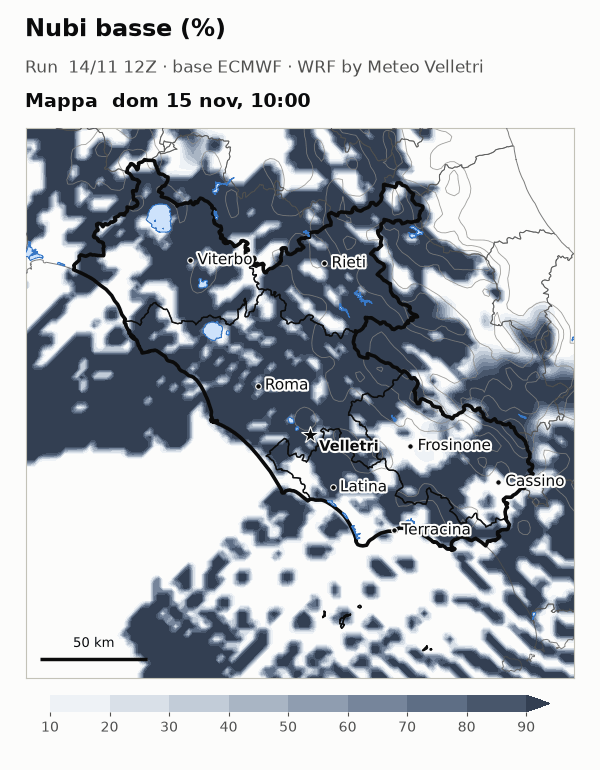 Nubi basse (%)
Run  14/11 12Z · base ECMWF · WRF by Meteo Velletri
Mappa  dom 15 nov, 10:00
Viterbo
Rieti
Roma
Velletri
Frosinone
Cassino
Latina
Terracina
50 km
10 20 30 40 50 60 70 80 90